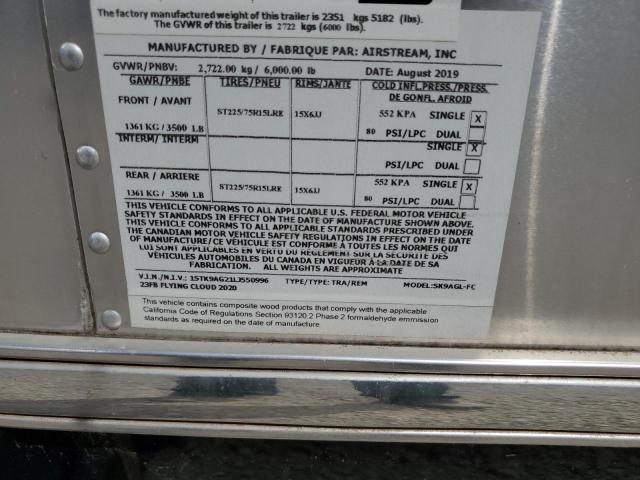 The factory manufactured weight of this trailer is 2351 kgs 5182 (lbs).
The GVWR of this trailer is 2722 kgs (6000 lbs).
MANUFACTURED BY / FABRIQUE PAR: AIRSTREAM, INC
GVWR/PNBV: 2,722.00 kg / 6,000.00 lb DATE: August 2019
GAWR/PNBE TIRES/PNEU RIMS/JANTE COLD INFL.PRESS./PRESS.
DE GONFL. AFROID
FRONT / AVANT ST225/75R15LRE 15X6JJ 552 KPA SINGLE X
1361 KG / 3500 LB 80 PSI/LPC DUAL
INTERM/ INTERM SINGLE X
PSI/LPC DUAL
REAR / ARRIERE ST225/75R15LRE 15X6JJ 552 KPA SINGLE X
1361 KG / 3500 LB 80 PSI/LPC DUAL
THIS VEHICLE CONFORMS TO ALL APPLICABLE U.S. FEDERAL MOTOR VEHICLE
SAFETY STANDARDS IN EFFECT ON THE DATE OF MANUFACTURE SHOWN ABOVE.
THIS VEHICLE CONFORMS TO ALL APPLICABLE STANDARDS PRESCRIBED UNDER
THE CANADIAN MOTOR VEHICLE SAFETY REGULATIONS IN EFFECT ON THE DATE
OF MANUFACTURE/CE VÉHICULE EST CONFORME À TOUTES LES NORMES QUI
LUI SONT APPLICABLES EN VERTU DU RÈGLEMENT SUR LA SÉCURITÉ DES
VÉHICULES AUTOMOBILES DU CANADA EN VIGUEUR À LA DATE DE SA
FABRICATION. ALL WEIGHTS ARE APPROXIMATE
V.I.N./N.I.V.: 1STK9AG21LJ550996 TYPE/TYPE: TRA/REM MODEL:SK9AGL-FC
23FB FLYING CLOUD 2020
This vehicle contains composite wood products that comply with the applicable
California Code of Regulations Section 93120.2 Phase 2 formaldehyde emmission
standards for regulated products existing at the date of manufacture.